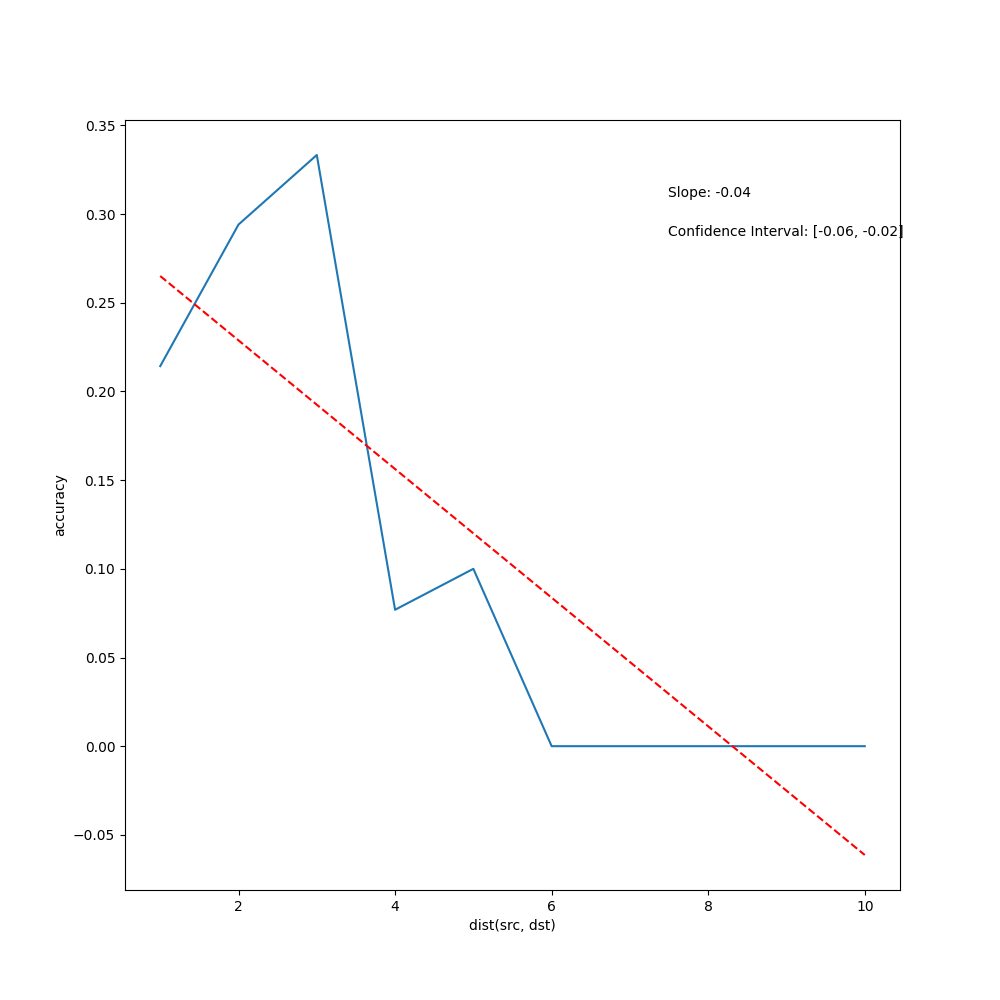 0.35
0.30
0.25
0.20
0.15
0.10
0.05
0.00
−0.05
accuracy
Slope: -0.04
Confidence Interval: [-0.06, -0.02]
2 4 6 8 10
dist(src, dst)